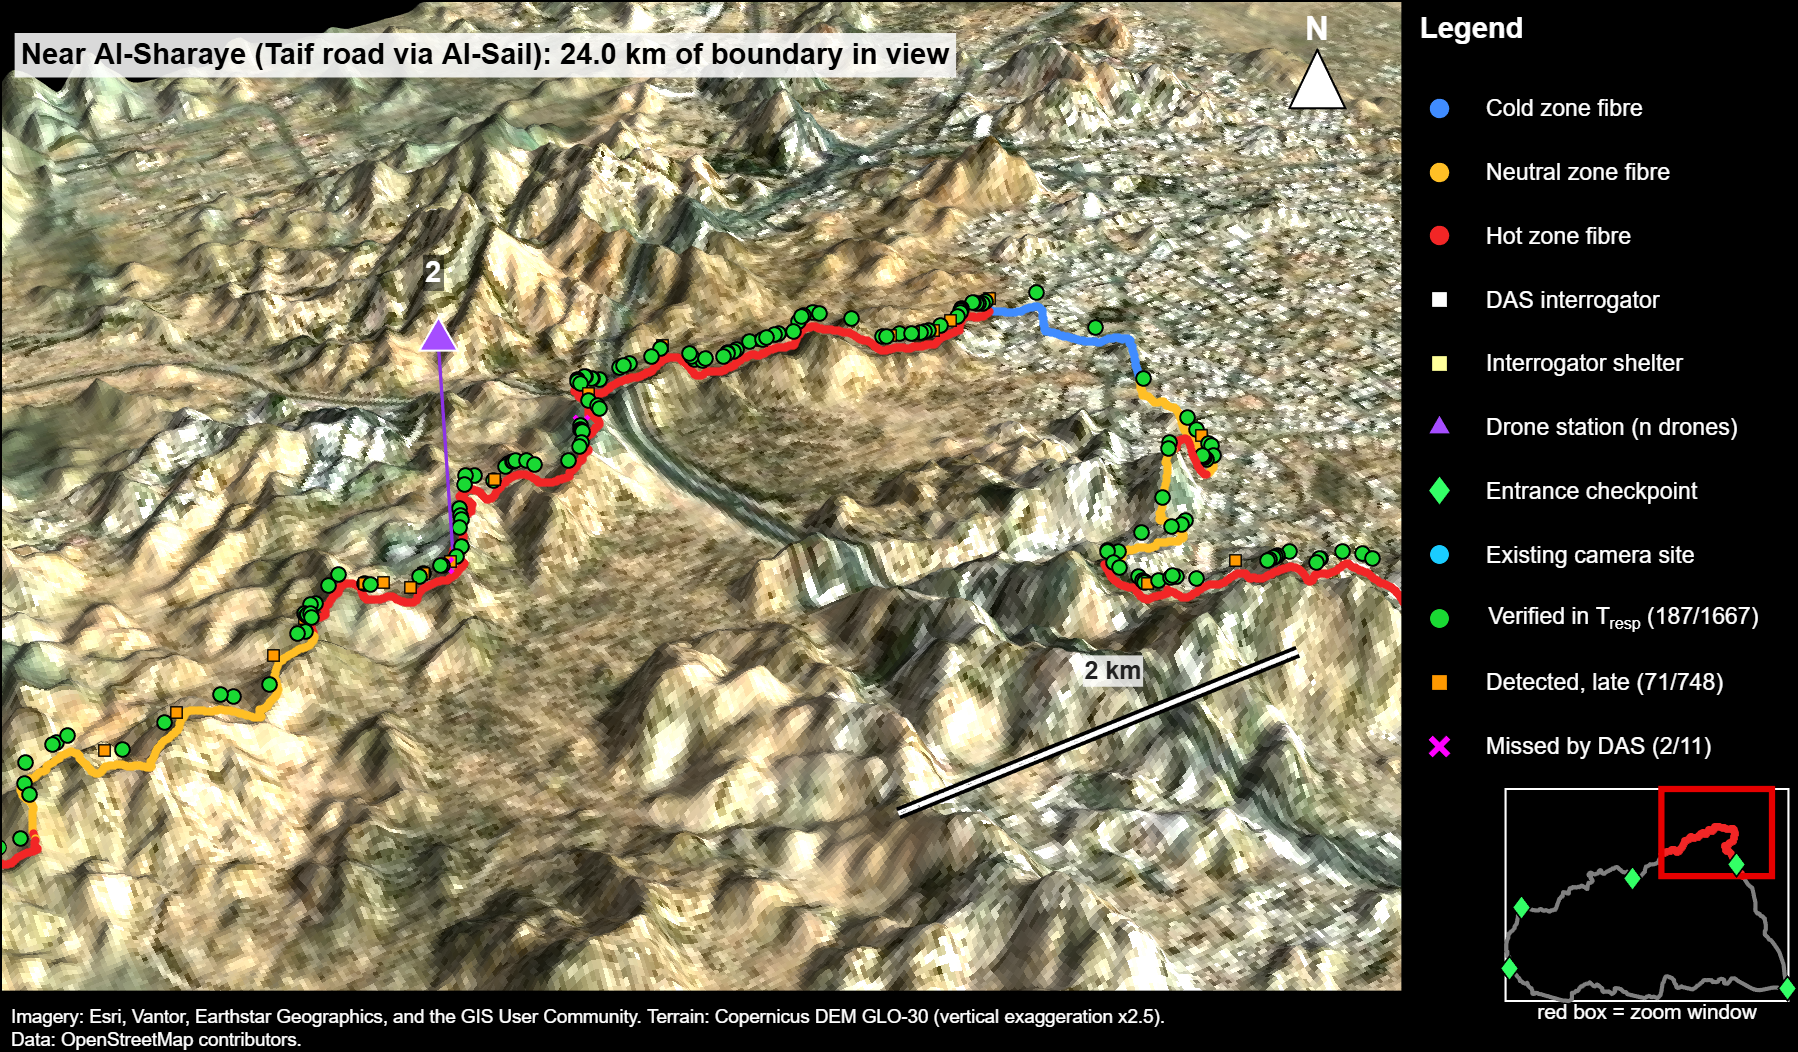 Near Al-Sharaye (Taif road via Al-Sail): 24.0 km of boundary in view
N
2
2 km
Legend
Cold zone fibre
Neutral zone fibre
Hot zone fibre
DAS interrogator
Interrogator shelter
Drone station (n drones)
Entrance checkpoint
Existing camera site
Verified in Tresp (187/1667)
Detected, late (71/748)
Missed by DAS (2/11)
red box = zoom window
Imagery: Esri, Vantor, Earthstar Geographics, and the GIS User Community. Terrain: Copernicus DEM GLO-30 (vertical exaggeration x2.5).
Data: OpenStreetMap contributors.